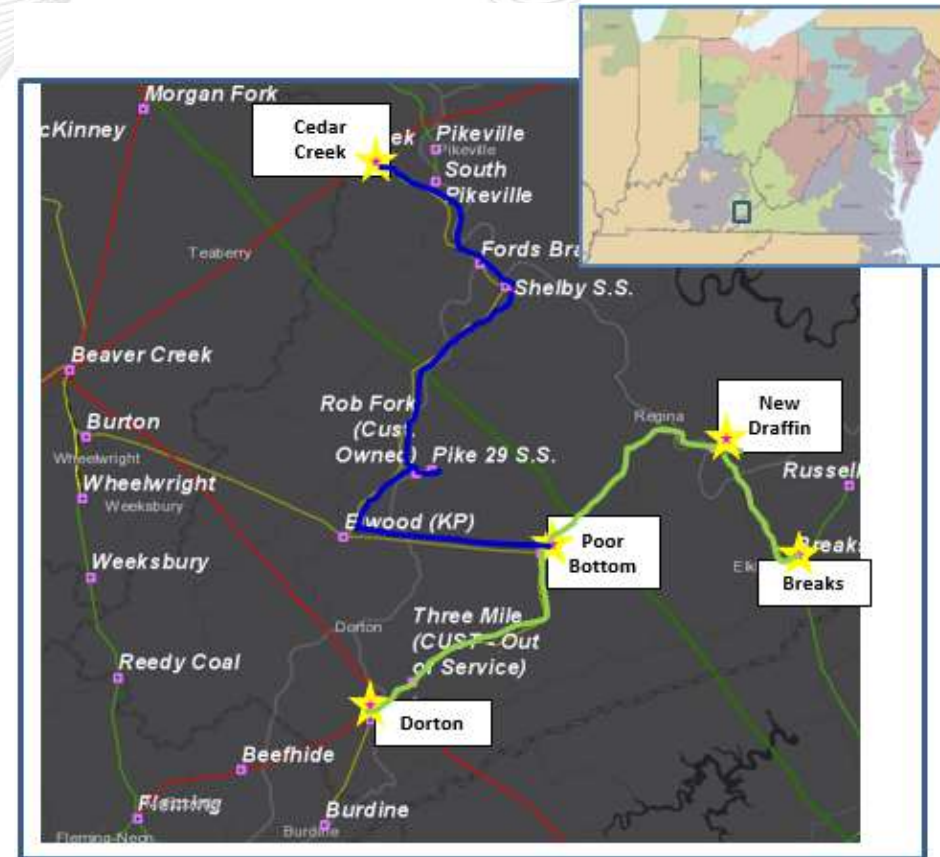 Morgan Fork
cKinney
Cedar
Creek
ek
Pikeville
Pikeville
South
Pikeville
Teaberry
Fords Bra
Shelby S.S.
Beaver Creek
Rob Fork
(Cust.
Owned)
Pike 29 S.S.
Burton
Wheelwright
Wheelwright
Weeksbury
Regina
New
Draffin
Russell
Elwood (KP)
Poor
Bottom
Breaks
Elk
Breaks
Weeksbury
Dorton
Three Mile
(CUST - Out
of Service)
Reedy Coal
Dorton
Beefhide
Fleming
Burdine
Burdine
Fleming-Neon